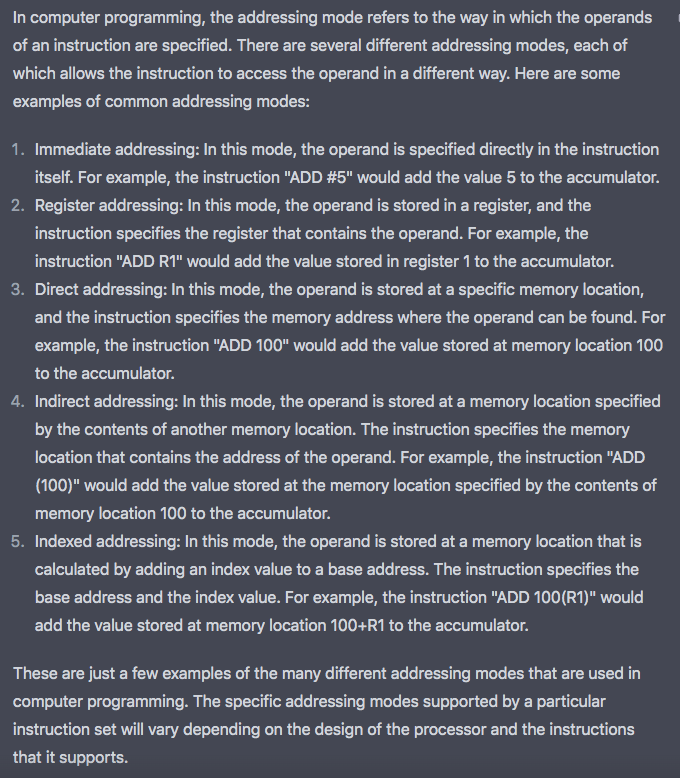 In computer programming, the addressing mode refers to the way in which the operands
of an instruction are specified. There are several different addressing modes, each of
which allows the instruction to access the operand in a different way. Here are some
examples of common addressing modes:
1. Immediate addressing: In this mode, the operand is specified directly in the instruction
itself. For example, the instruction "ADD #5" would add the value 5 to the accumulator.
2. Register addressing: In this mode, the operand is stored in a register, and the
instruction specifies the register that contains the operand. For example, the
instruction "ADD R1" would add the value stored in register 1 to the accumulator.
3. Direct addressing: In this mode, the operand is stored at a specific memory location,
and the instruction specifies the memory address where the operand can be found. For
example, the instruction "ADD 100" would add the value stored at memory location 100
to the accumulator.
4. Indirect addressing: In this mode, the operand is stored at a memory location specified
by the contents of another memory location. The instruction specifies the memory
location that contains the address of the operand. For example, the instruction "ADD
(100)" would add the value stored at the memory location specified by the contents of
memory location 100 to the accumulator.
5. Indexed addressing: In this mode, the operand is stored at a memory location that is
calculated by adding an index value to a base address. The instruction specifies the
base address and the index value. For example, the instruction "ADD 100(R1)" would
add the value stored at memory location 100+R1 to the accumulator.
These are just a few examples of the many different addressing modes that are used in
computer programming. The specific addressing modes supported by a particular
instruction set will vary depending on the design of the processor and the instructions
that it supports.